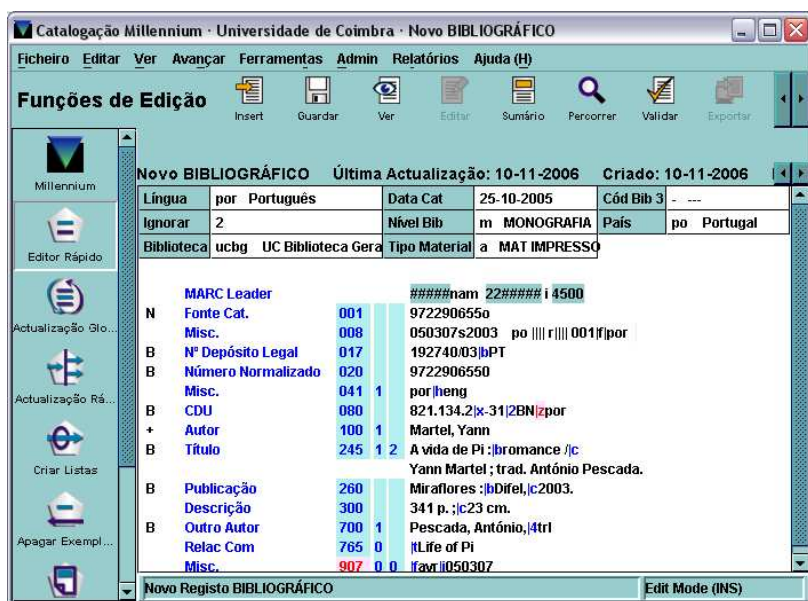 Catalogação Millennium · Universidade de Coimbra · Novo BIBLIOGRÁFICO
Ficheiro Editar Ver Avançar Ferramentas Admin Relatórios Ajuda (H)
Funções de Edição
Insert Guardar Ver Editar Sumário Percorrer Validar Exportar
Millennium
Editor Rápido
Actualização Glo...
Actualização Rá...
Criar Listas
Apagar Exempl...
Novo BIBLIOGRÁFICO Última Actualização: 10-11-2006 Criado: 10-11-2006
Língua por Português Data Cat 25-10-2005 Cód Bib 3 - ---
Ignorar 2 Nível Bib m MONOGRAFIA País po Portugal
Biblioteca ucbg UC Biblioteca Gera Tipo Material a MAT IMPRESSO
MARC Leader #####nam 22##### i 4500
N Fonte Cat. 001 972290655o
Misc. 008 050307s2003 po |||| r|||| 001|f|por
B Nº Depósito Legal 017 192740/03|bPT
B Número Normalizado 020 9722906550
Misc. 041 1 por|heng
B CDU 080 821.134.2|x-31|2BN|zpor
+ Autor 100 1 Martel, Yann
B Título 245 1 2 A vida de Pi :|bromance /|c
Yann Martel ; trad. António Pescada.
B Publicação 260 Miraflores :|bDifel,|c2003.
Descrição 300 341 p. ;|c23 cm.
B Outro Autor 700 1 Pescada, António,|4trl
Relac Com 765 0 |tLife of Pi
Misc. 907 0 0 |favr|i050307
Novo Registo BIBLIOGRÁFICO Edit Mode (INS)